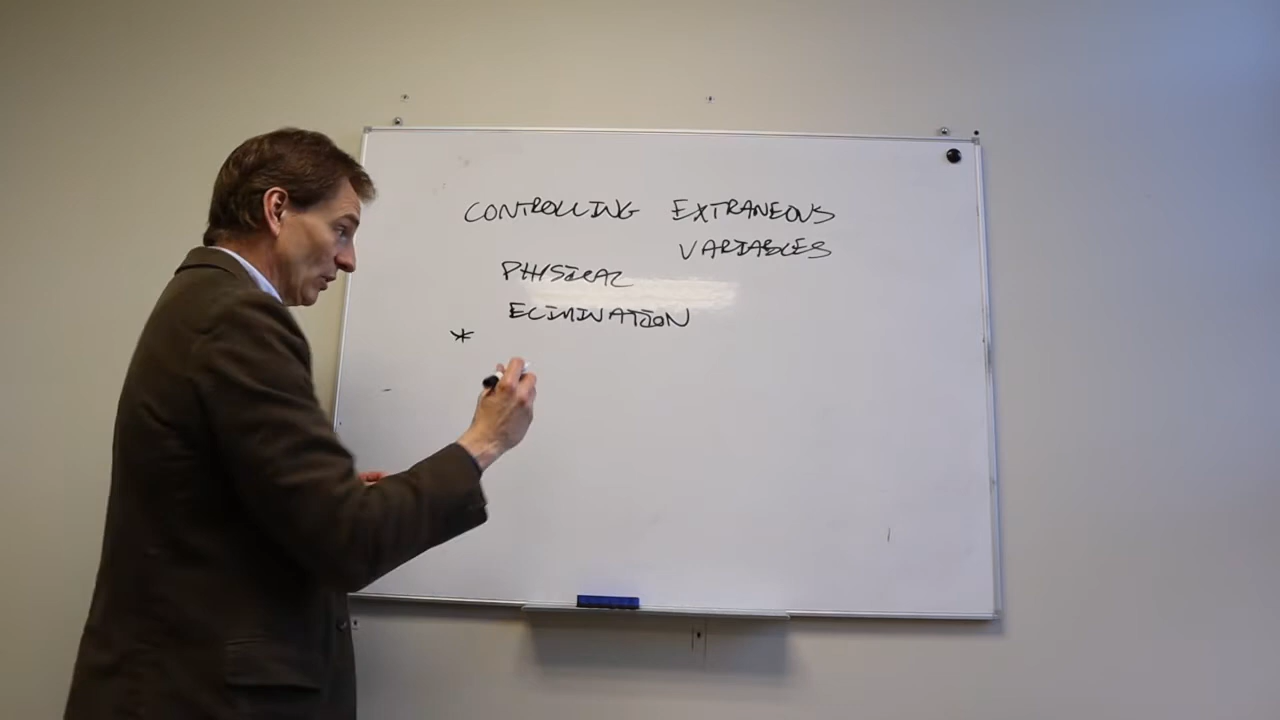 CONTROLLING EXTRANEOUS
VARIABLES
PHYSICAL
ELIMINATION
*